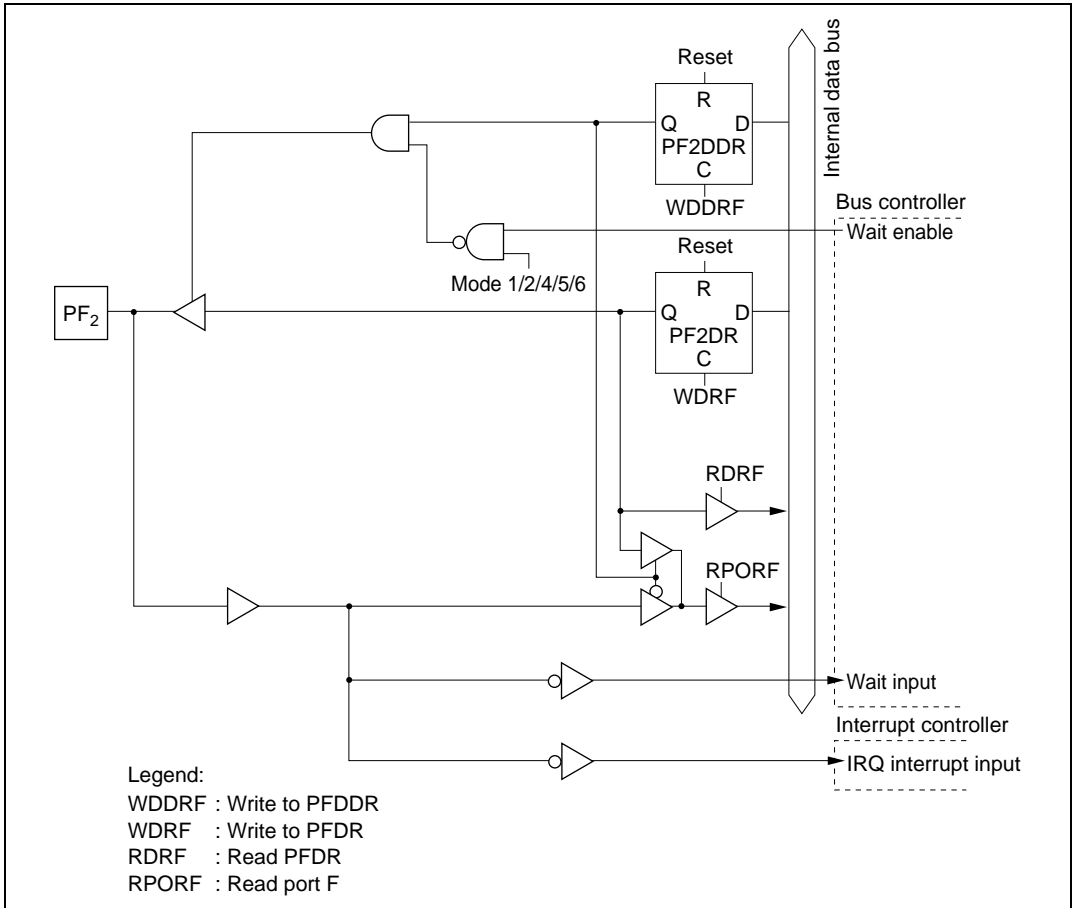 Reset
R
Q D
PF2DDR
C
WDDRF
Internal data bus
Bus controller
Wait enable
Mode 1/2/4/5/6
Reset
R
Q D
PF2DR
C
WDRF
PF2
RDRF
RPORF
Wait input
Interrupt controller
IRQ interrupt input
Legend:
WDDRF : Write to PFDDR
WDRF : Write to PFDR
RDRF : Read PFDR
RPORF : Read port F